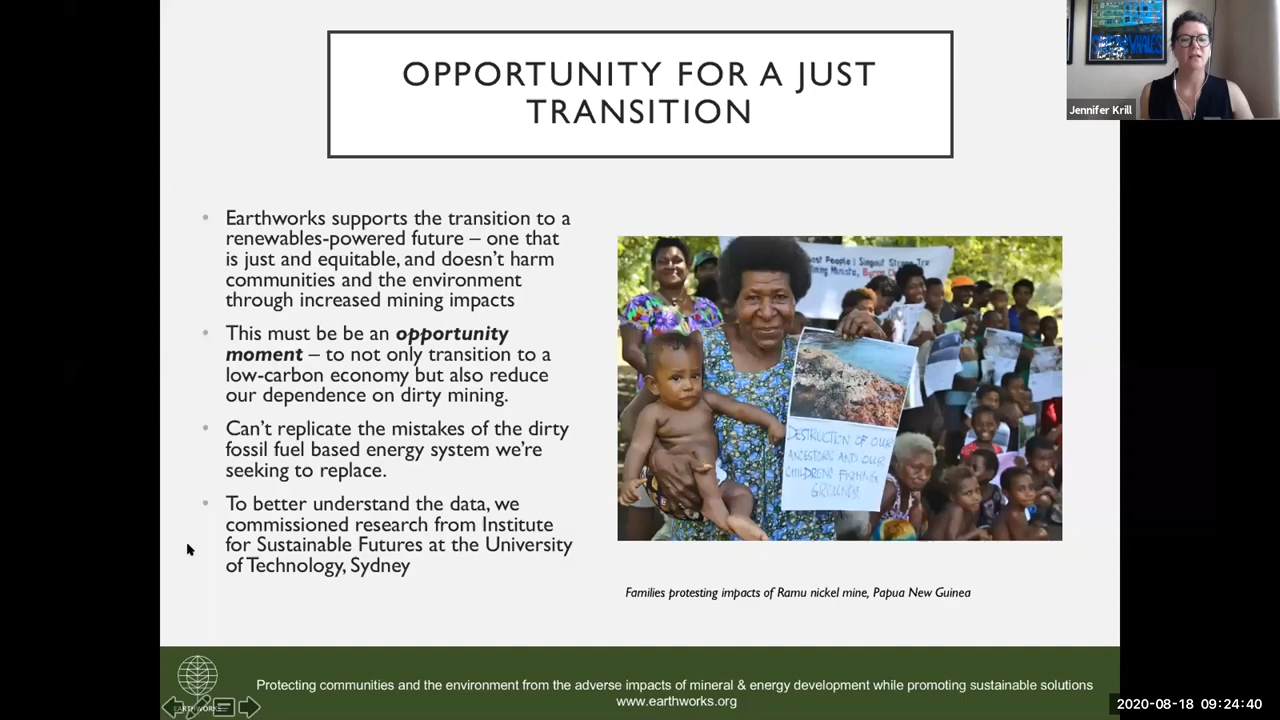 OPPORTUNITY FOR A JUST
TRANSITION
Jennifer Krill
• Earthworks supports the transition to a
renewables-powered future – one that
is just and equitable, and doesn't harm
communities and the environment
through increased mining impacts
• This must be be an opportunity
moment – to not only transition to a
low-carbon economy but also reduce
our dependence on dirty mining.
• Can't replicate the mistakes of the dirty
fossil fuel based energy system we're
seeking to replace.
• To better understand the data, we
commissioned research from Institute
for Sustainable Futures at the University
of Technology, Sydney
DESTRUCTION OF OUR
ANCESTORS AND OUR
CHILDRENS FISHING
GROUNDS!
Families protesting impacts of Ramu nickel mine, Papua New Guinea
Protecting communities and the environment from the adverse impacts of mineral & energy development while promoting sustainable solutions
www.earthworks.org
EARTHWORKS
2020-08-18 09:24:40